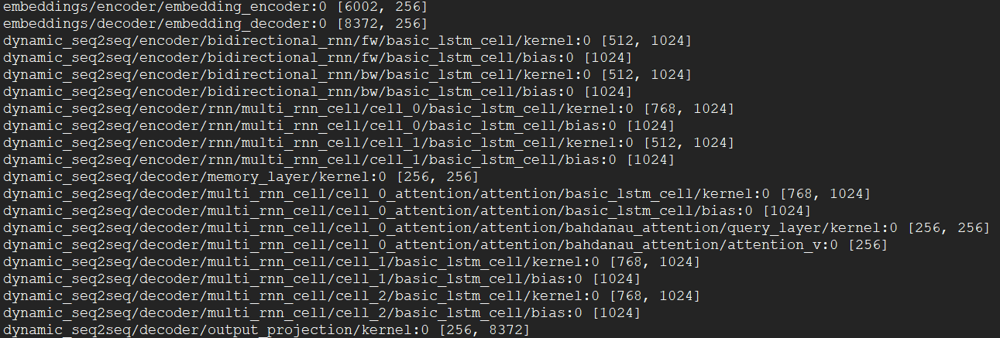 embeddings/encoder/embedding_encoder:0 [6002, 256]
embeddings/decoder/embedding_decoder:0 [8372, 256]
dynamic_seq2seq/encoder/bidirectional_rnn/fw/basic_lstm_cell/kernel:0 [512, 1024]
dynamic_seq2seq/encoder/bidirectional_rnn/fw/basic_lstm_cell/bias:0 [1024]
dynamic_seq2seq/encoder/bidirectional_rnn/bw/basic_lstm_cell/kernel:0 [512, 1024]
dynamic_seq2seq/encoder/bidirectional_rnn/bw/basic_lstm_cell/bias:0 [1024]
dynamic_seq2seq/encoder/rnn/multi_rnn_cell/cell_0/basic_lstm_cell/kernel:0 [768, 1024]
dynamic_seq2seq/encoder/rnn/multi_rnn_cell/cell_0/basic_lstm_cell/bias:0 [1024]
dynamic_seq2seq/encoder/rnn/multi_rnn_cell/cell_1/basic_lstm_cell/kernel:0 [512, 1024]
dynamic_seq2seq/encoder/rnn/multi_rnn_cell/cell_1/basic_lstm_cell/bias:0 [1024]
dynamic_seq2seq/decoder/memory_layer/kernel:0 [256, 256]
dynamic_seq2seq/decoder/multi_rnn_cell/cell_0_attention/attention/basic_lstm_cell/kernel:0 [768, 1024]
dynamic_seq2seq/decoder/multi_rnn_cell/cell_0_attention/attention/basic_lstm_cell/bias:0 [1024]
dynamic_seq2seq/decoder/multi_rnn_cell/cell_0_attention/attention/bahdanau_attention/query_layer/kernel:0 [256, 256]
dynamic_seq2seq/decoder/multi_rnn_cell/cell_0_attention/attention/bahdanau_attention/attention_v:0 [256]
dynamic_seq2seq/decoder/multi_rnn_cell/cell_1/basic_lstm_cell/kernel:0 [768, 1024]
dynamic_seq2seq/decoder/multi_rnn_cell/cell_1/basic_lstm_cell/bias:0 [1024]
dynamic_seq2seq/decoder/multi_rnn_cell/cell_2/basic_lstm_cell/kernel:0 [768, 1024]
dynamic_seq2seq/decoder/multi_rnn_cell/cell_2/basic_lstm_cell/bias:0 [1024]
dynamic_seq2seq/decoder/output_projection/kernel:0 [256, 8372]